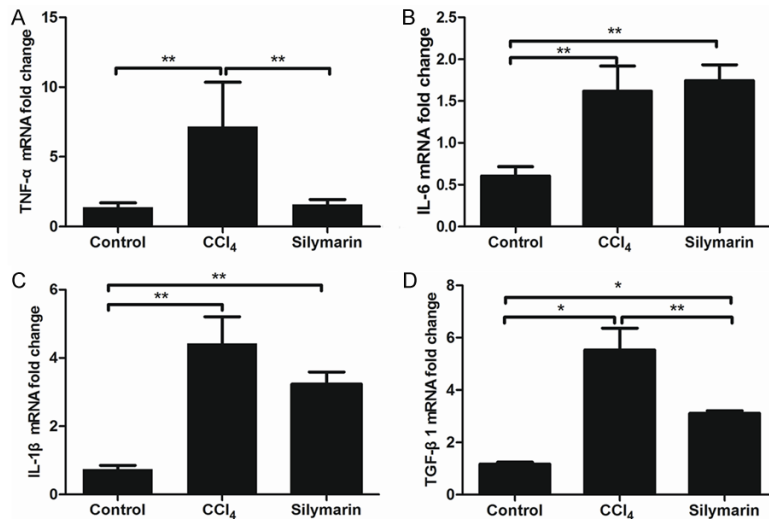 A
TNF-α mRNA fold change
15
10
5
0
** **
Control CCl4 Silymarin
B
IL-6 mRNA fold change
2.5
2.0
1.5
1.0
0.5
0.0
**
**
Control CCl4 Silymarin
C
IL-1β mRNA fold change
6
4
2
0
**
**
Control CCl4 Silymarin
D
TGF-β 1 mRNA fold change
8
6
4
2
0
*
* **
Control CCl4 Silymarin